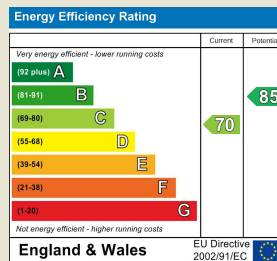 Energy Efficiency Rating
Current
Very energy efficient - lower running costs
(92 plus) A
(81-91) B
85
(69-80) C
70
(55-68) D
(39-54) E
(21-38) F
(1-20) G
Not energy efficient - higher running costs
England & Wales
EU Directive
2002/91/EC